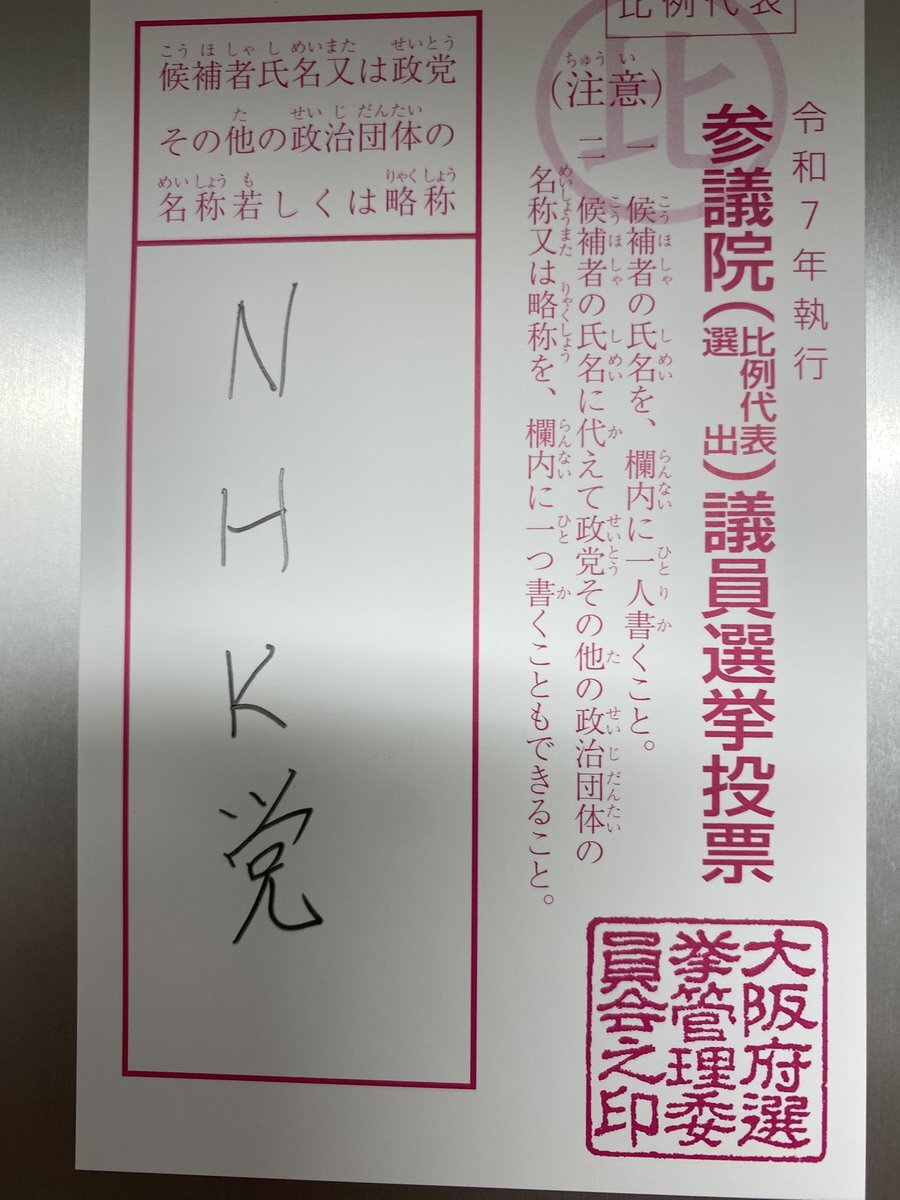 比例代表
比
令和7年執行
参議院(比例代表選出)議員選挙投票
(注意)
一 候補者の氏名を、欄内に一人書くこと。
二 候補者の氏名に代えて政党その他の政治団体の
名称又は略称を、欄内に一つ書くこともできること。
候補者氏名又は政党
その他の政治団体の
名称若しくは略称
NHK党
大阪府選
挙管理委
員会之印